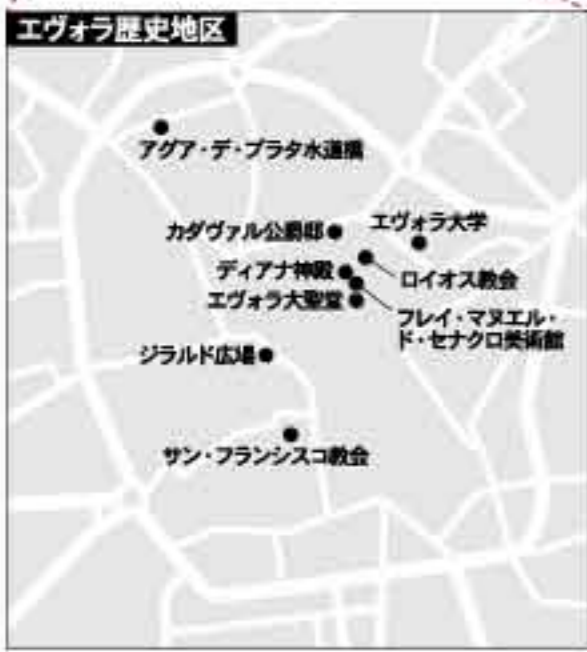 エヴォラ歴史地区
アグア・デ・プラタ水道橋
カダヴァル公爵邸
エヴォラ大学
ディアナ神殿
ロイオス教会
エヴォラ大聖堂
フレイ・マヌエル・
ド・セナクロ美術館
ジラルド広場
サン・フランシスコ教会